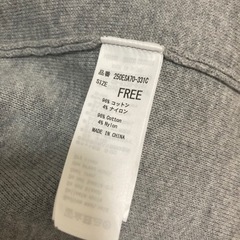 品番 250EGA70-331C
SIZE FREE
96% コットン
4% ナイロン
96% Cotton
4% Nylon
MADE IN CHINA